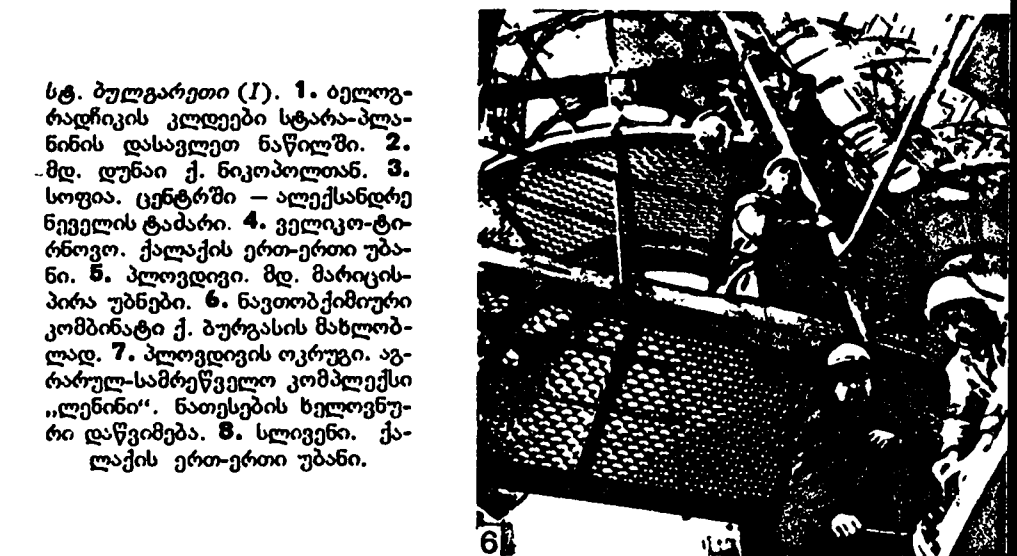 სტ. ბულგარეთი (I). 1. ბელოგ-
რადჩიკის კლდეები სტარა-პლა-
ნინის დასავლეთ ნაწილში. 2.
მდ. დუნაი ქ. ნიკოპოლთან. 3.
სოფია. ცენტრში — ალექსანდრე
ნეველის ტაძარი. 4. ველიკო-ტი-
რნოვო. ქალაქის ერთ-ერთი უბა-
ნი. 5. პლოვდივი. მდ. მარიცის-
პირა უბნები. 6. ნავთობქიმიური
კომბინატი ქ. ბურგასის მახლობ-
ლად. 7. პლოვდივის ოკრუგი. აგ-
რარულ-სამრეწველო კომპლექსი
„ლენინი“. ნათესების ხელოვნუ-
რი დაწვიმება. 8. სლივენი. ქა-
ლაქის ერთ-ერთი უბანი.
6